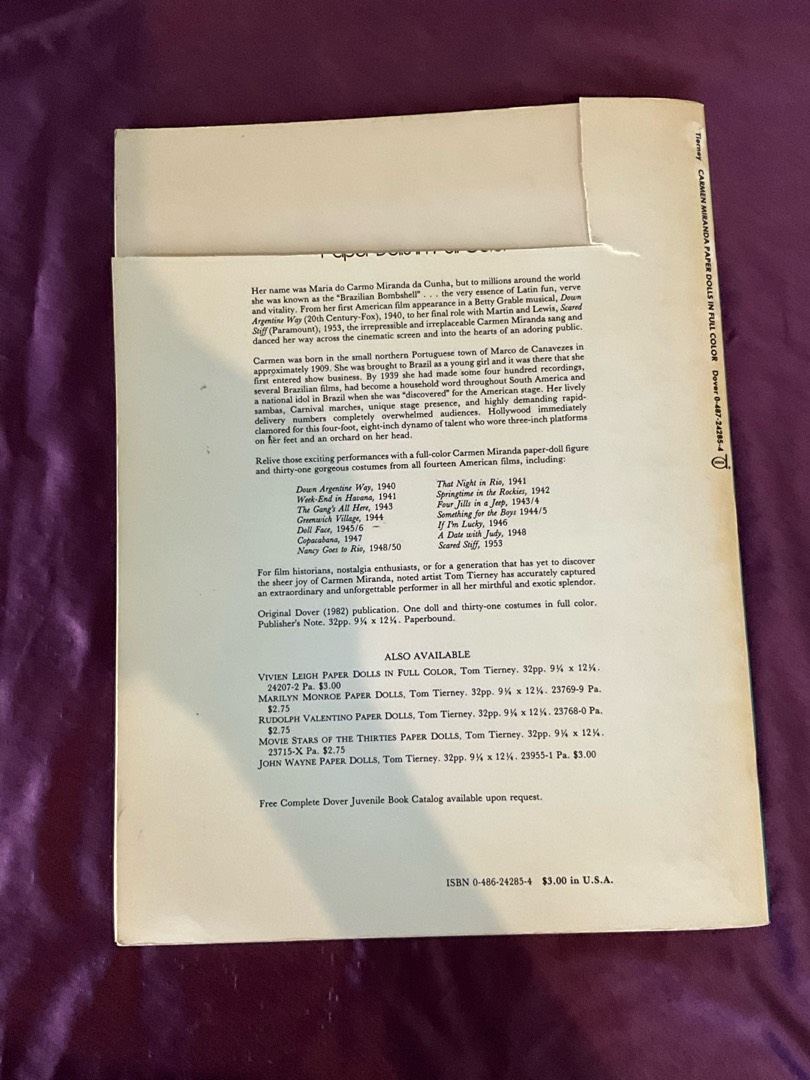 Paper Dolls in Full Color
Her name was Maria do Carmo Miranda da Cunha, but to millions around the world
she was known as the "Brazilian Bombshell" . . . the very essence of Latin fun, verve
and vitality. From her first American film appearance in a Betty Grable musical, Down
Argentine Way (20th Century-Fox), 1940, to her final role with Martin and Lewis, Scared
Stiff (Paramount), 1953, the irrepressible and irreplaceable Carmen Miranda sang and
danced her way across the cinematic screen and into the hearts of an adoring public.
Carmen was born in the small northern Portuguese town of Marco de Canavezes in
approximately 1909. She was brought to Brazil as a young girl and it was there that she
first entered show business. By 1939 she had made some four hundred recordings,
several Brazilian films, had become a household word throughout South America and
a national idol in Brazil when she was "discovered" for the American stage. Her lively
sambas, Carnival marches, unique stage presence, and highly demanding rapid-
delivery numbers completely overwhelmed audiences. Hollywood immediately
clamored for this four-foot, eight-inch dynamo of talent who wore three-inch platforms
on her feet and an orchard on her head.
Relive those exciting performances with a full-color Carmen Miranda paper-doll figure
and thirty-one gorgeous costumes from all fourteen American films, including:
Down Argentine Way, 1940
Week-End in Havana, 1941
The Gang's All Here, 1943
Greenwich Village, 1944
Doll Face, 1945/6
Copacabana, 1947
Nancy Goes to Rio, 1948/50
That Night in Rio, 1941
Springtime in the Rockies, 1942
Four Jills in a Jeep, 1943/4
Something for the Boys 1944/5
If I'm Lucky, 1946
A Date with Judy, 1948
Scared Stiff, 1953
For film historians, nostalgia enthusiasts, or for a generation that has yet to discover
the sheer joy of Carmen Miranda, noted artist Tom Tierney has accurately captured
an extraordinary and unforgettable performer in all her mirthful and exotic splendor.
Original Dover (1982) publication. One doll and thirty-one costumes in full color.
Publisher's Note. 32pp. 9¼ x 12¼. Paperbound.
ALSO AVAILABLE
VIVIEN LEIGH PAPER DOLLS IN FULL COLOR, Tom Tierney. 32pp. 9¼ x 12¼.
24207-2 Pa. $3.00
MARILYN MONROE PAPER DOLLS, Tom Tierney. 32pp. 9¼ x 12¼. 23769-9 Pa.
$2.75
RUDOLPH VALENTINO PAPER DOLLS, Tom Tierney. 32pp. 9¼ x 12¼. 23768-0 Pa.
$2.75
MOVIE STARS OF THE THIRTIES PAPER DOLLS, Tom Tierney. 32pp. 9¼ x 12¼.
23715-X Pa. $2.75
JOHN WAYNE PAPER DOLLS, Tom Tierney. 32pp. 9¼ x 12¼. 23955-1 Pa. $3.00
Free Complete Dover Juvenile Book Catalog available upon request.
ISBN 0-486-24285-4 $3.00 in U.S.A.
Tierney CARMEN MIRANDA PAPER DOLLS IN FULL COLOR Dover 0-487-24285-4